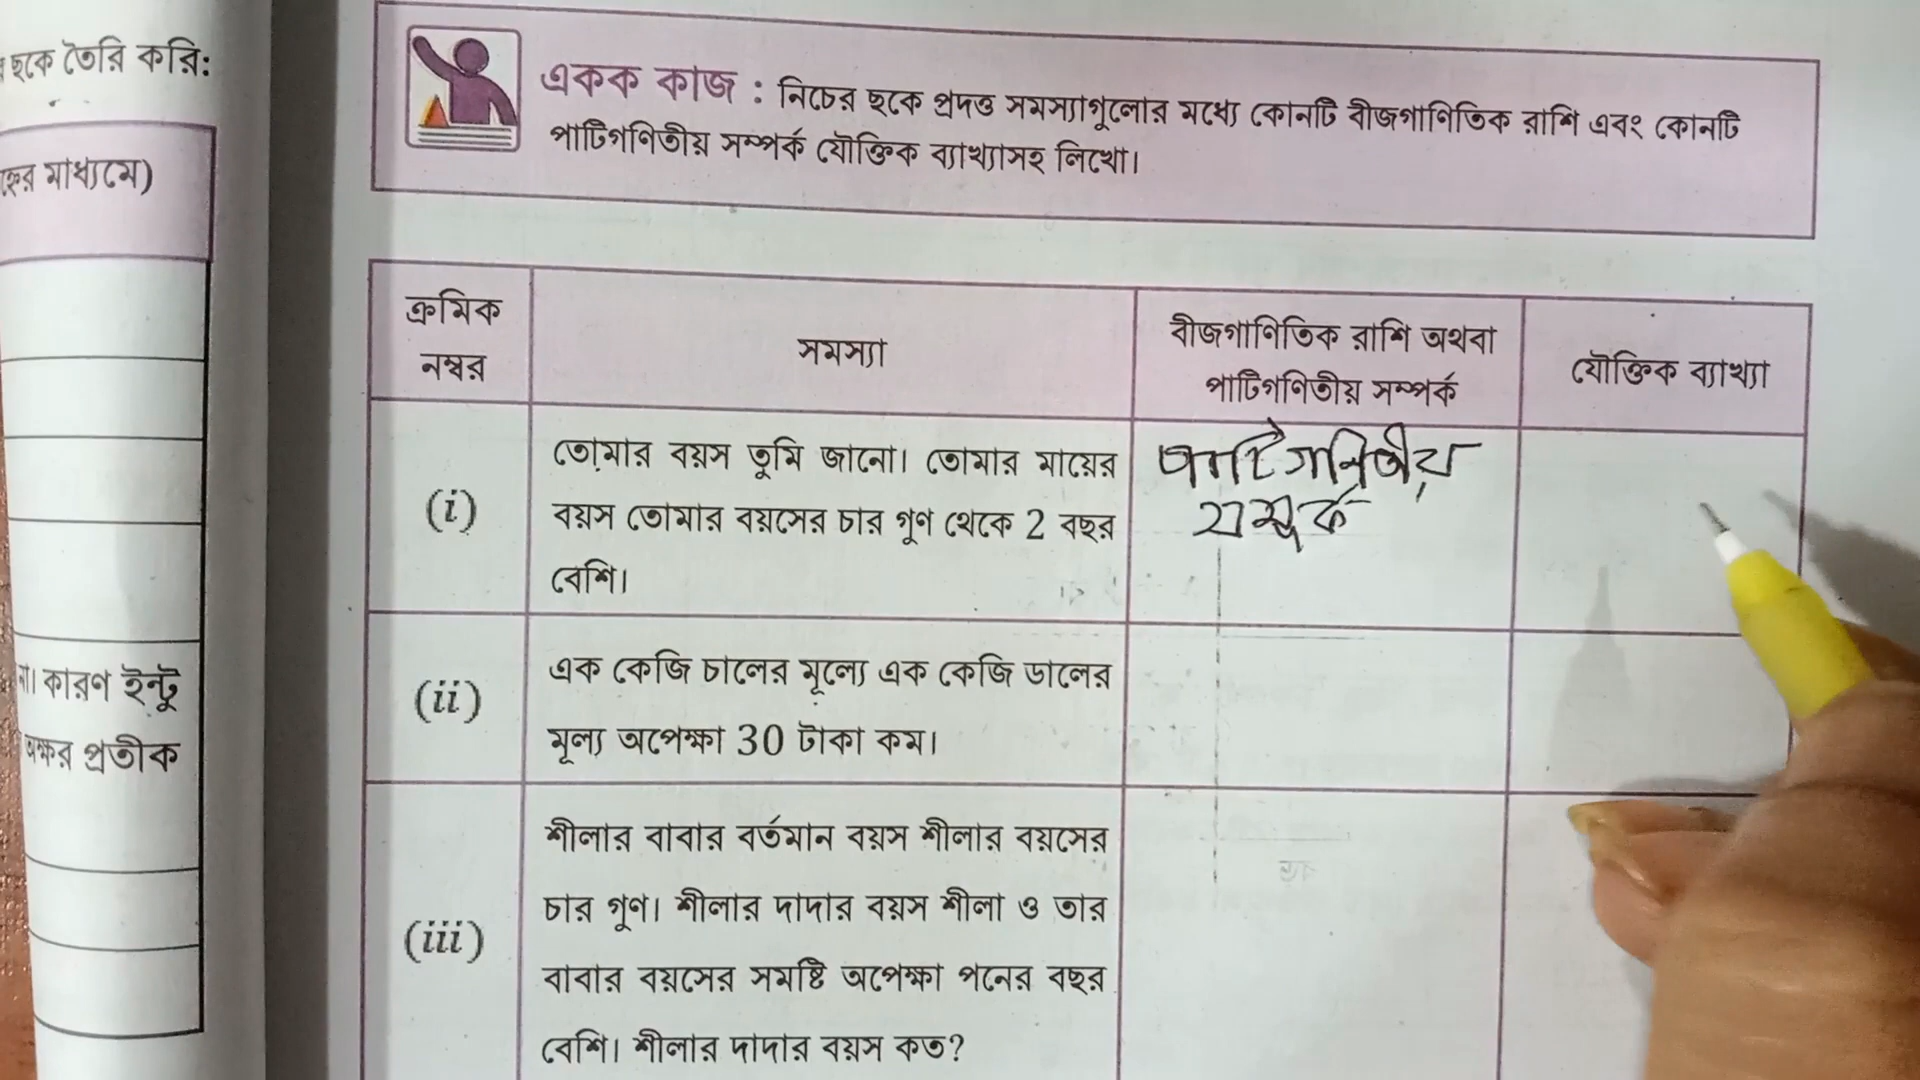 ছকে তৈরি করি:
মাধ্যমে)
না। কারণ ইন্টু
অক্ষর প্রতীক
একক কাজ : নিচের ছকে প্রদত্ত সমস্যাগুলোর মধ্যে কোনটি বীজগাণিতিক রাশি এবং কোনটি
পাটিগণিতীয় সম্পর্ক যৌক্তিক ব্যাখ্যাসহ লিখো।
ক্রমিক
নম্বর
সমস্যা
বীজগাণিতিক রাশি অথবা
পাটিগণিতীয় সম্পর্ক
যৌক্তিক ব্যাখ্যা
(i)
তোমার বয়স তুমি জানো। তোমার মায়ের
বয়স তোমার বয়সের চার গুণ থেকে 2 বছর
বেশি।
পাটিগণিতীয়
সম্পর্ক
(ii)
এক কেজি চালের মূল্যে এক কেজি ডালের
মূল্য অপেক্ষা 30 টাকা কম।
(iii)
শীলার বাবার বর্তমান বয়স শীলার বয়সের
চার গুণ। শীলার দাদার বয়স শীলা ও তার
বাবার বয়সের সমষ্টি অপেক্ষা পনের বছর
বেশি। শীলার দাদার বয়স কত?